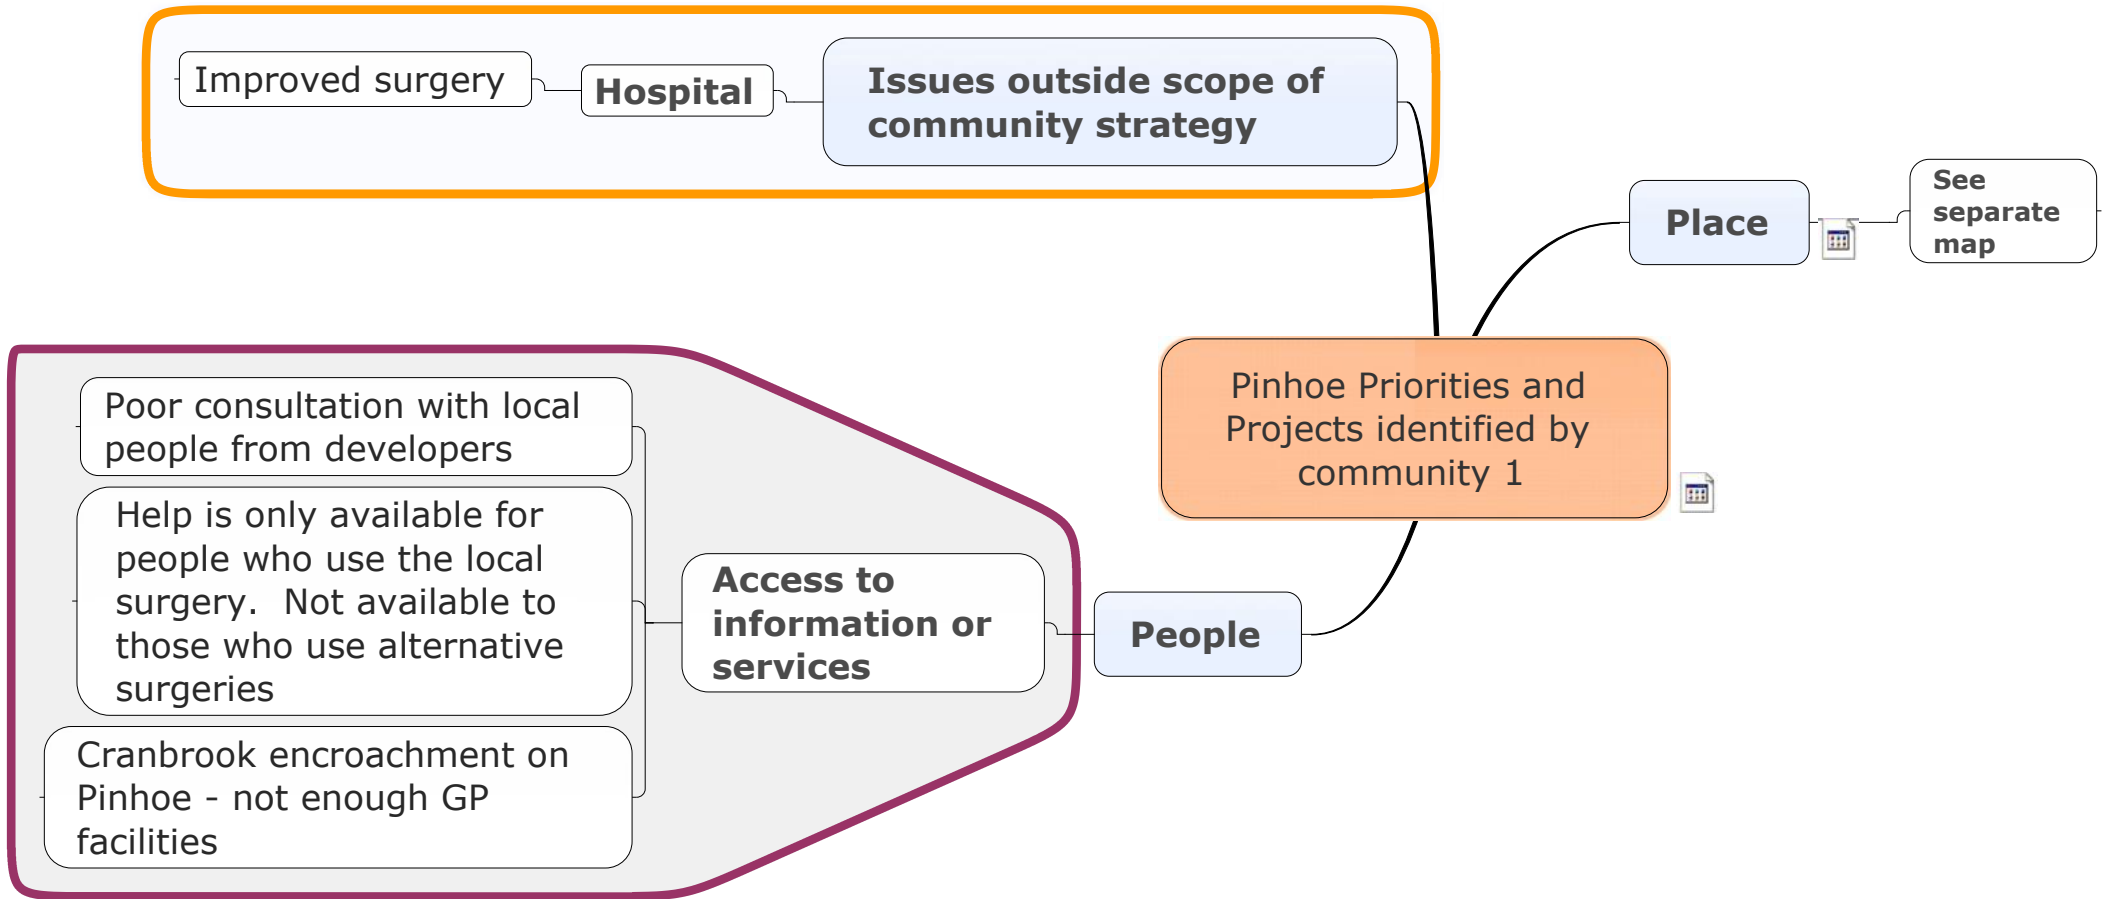 Improved surgery
Hospital
Issues outside scope of
community strategy
Place
See
separate
map
Pinhoe Priorities and
Projects identified by
community 1
Poor consultation with local
people from developers
Help is only available for
people who use the local
surgery.  Not available to
those who use alternative
surgeries
Cranbrook encroachment on
Pinhoe - not enough GP
facilities
Access to
information or
services
People